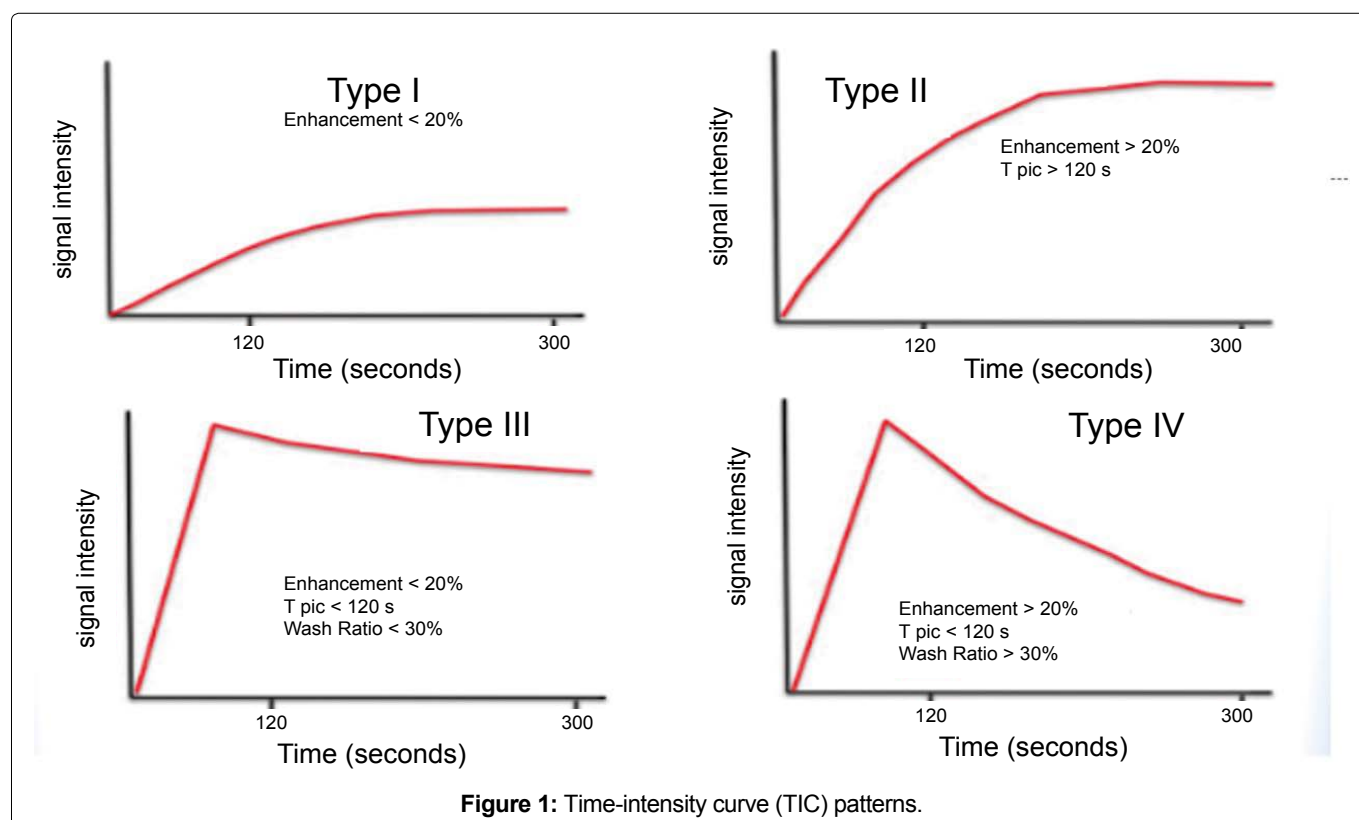 Type I
Enhancement < 20%
signal intensity
120
300
Time (seconds)
Type II
Enhancement > 20%
T pic > 120 s
signal intensity
120
300
Time (seconds)
---
Type III
signal intensity
Enhancement < 20%
T pic < 120 s
Wash Ratio < 30%
120
300
Time (seconds)
Type IV
signal intensity
Enhancement > 20%
T pic < 120 s
Wash Ratio > 30%
120
300
Time (seconds)
Figure 1: Time-intensity curve (TIC) patterns.